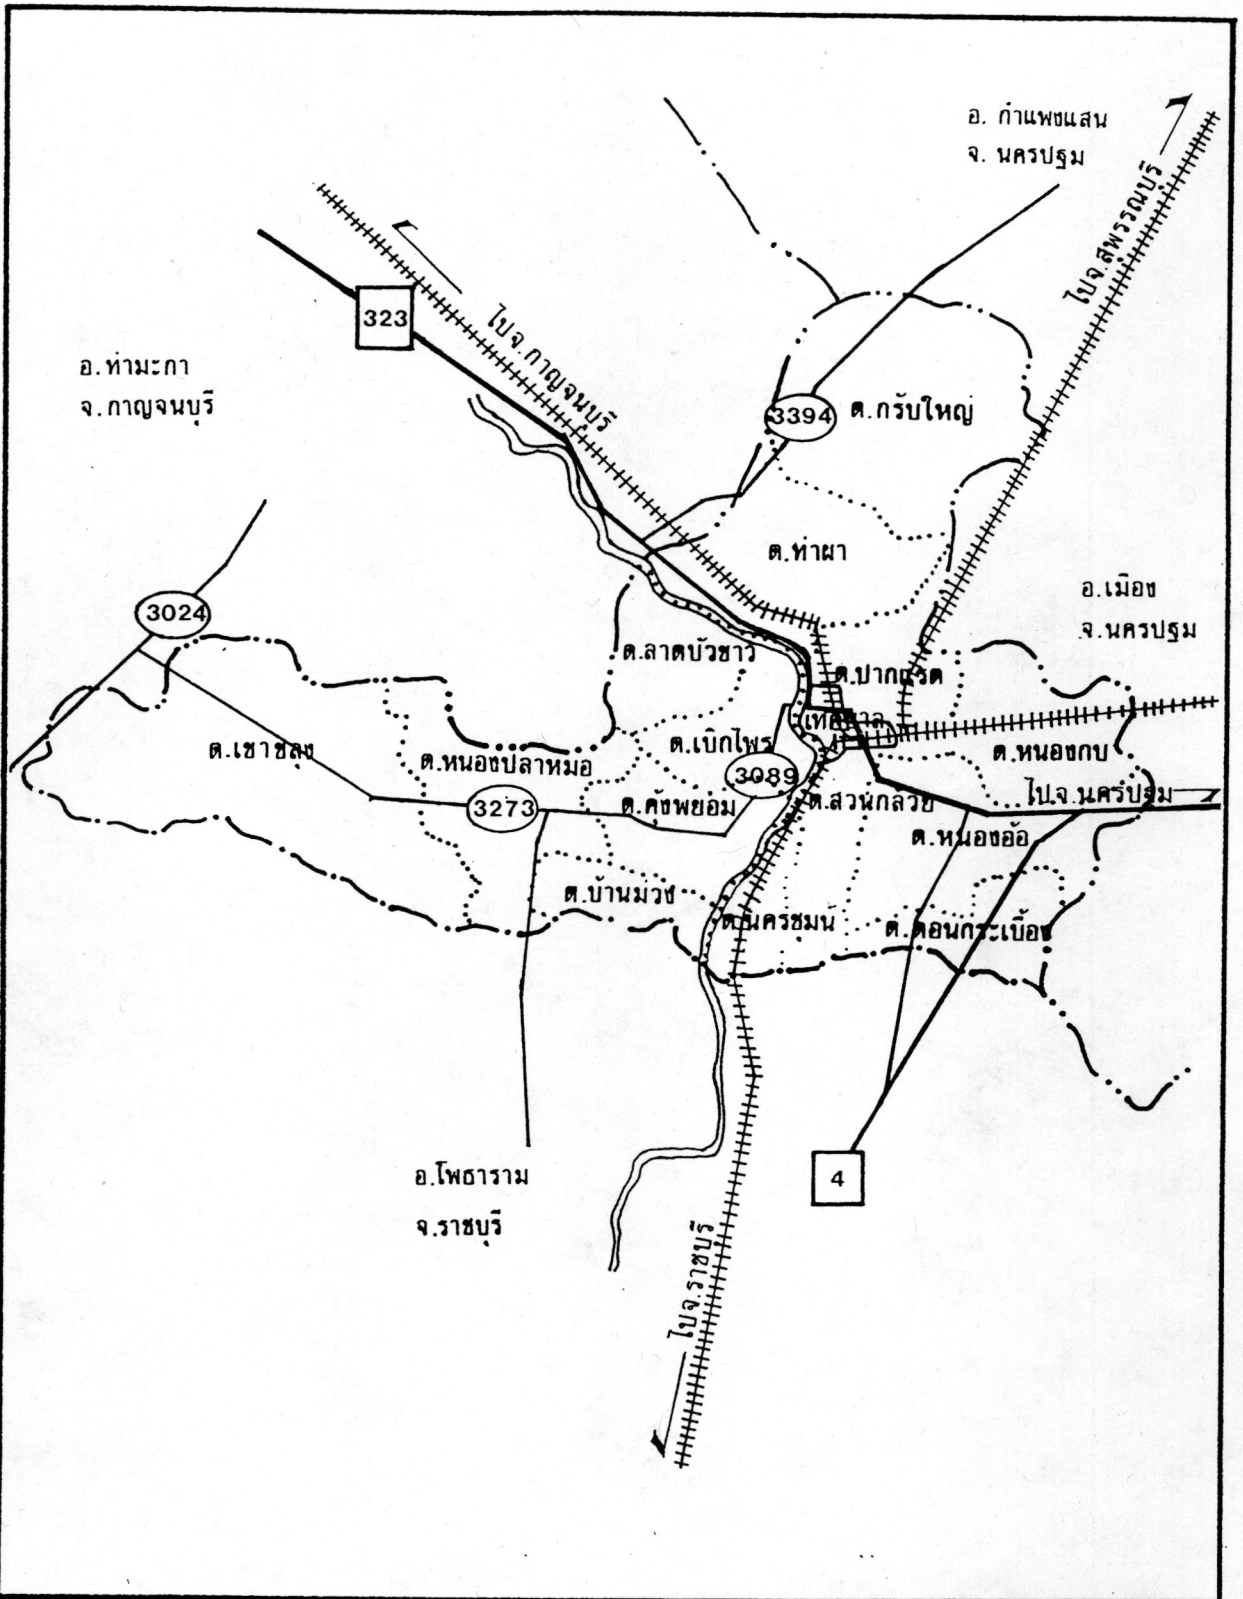 อ. กำแพงแสน
จ. นครปฐม
ไปจ.สุพรรณบุรี
ไปจ.กาญจนบุรี
323
อ.ท่ามะกา
จ.กาญจนบุรี
3394
ต.กรับใหญ่
ต.ท่าผา
อ.เมือง
จ.นครปฐม
3024
ต.ลาดบัวขาว
ต.ปากแรต
เทศบาล
ต.เขาขลุง
ต.หนองปลาหมอ
ต.เบิกไพร
ต.หนองกบ
3089
3273
ต.คุ้งพยอม
ต.สวนกล้วย
ไปจ.นครปฐม
ต.หนองอ้อ
ต.บ้านม่วง
ต.นครชุมน์
ต.ดอนกระเบื้อง
อ.โพธาราม
จ.ราชบุรี
4
ไปจ.ราชบุรี